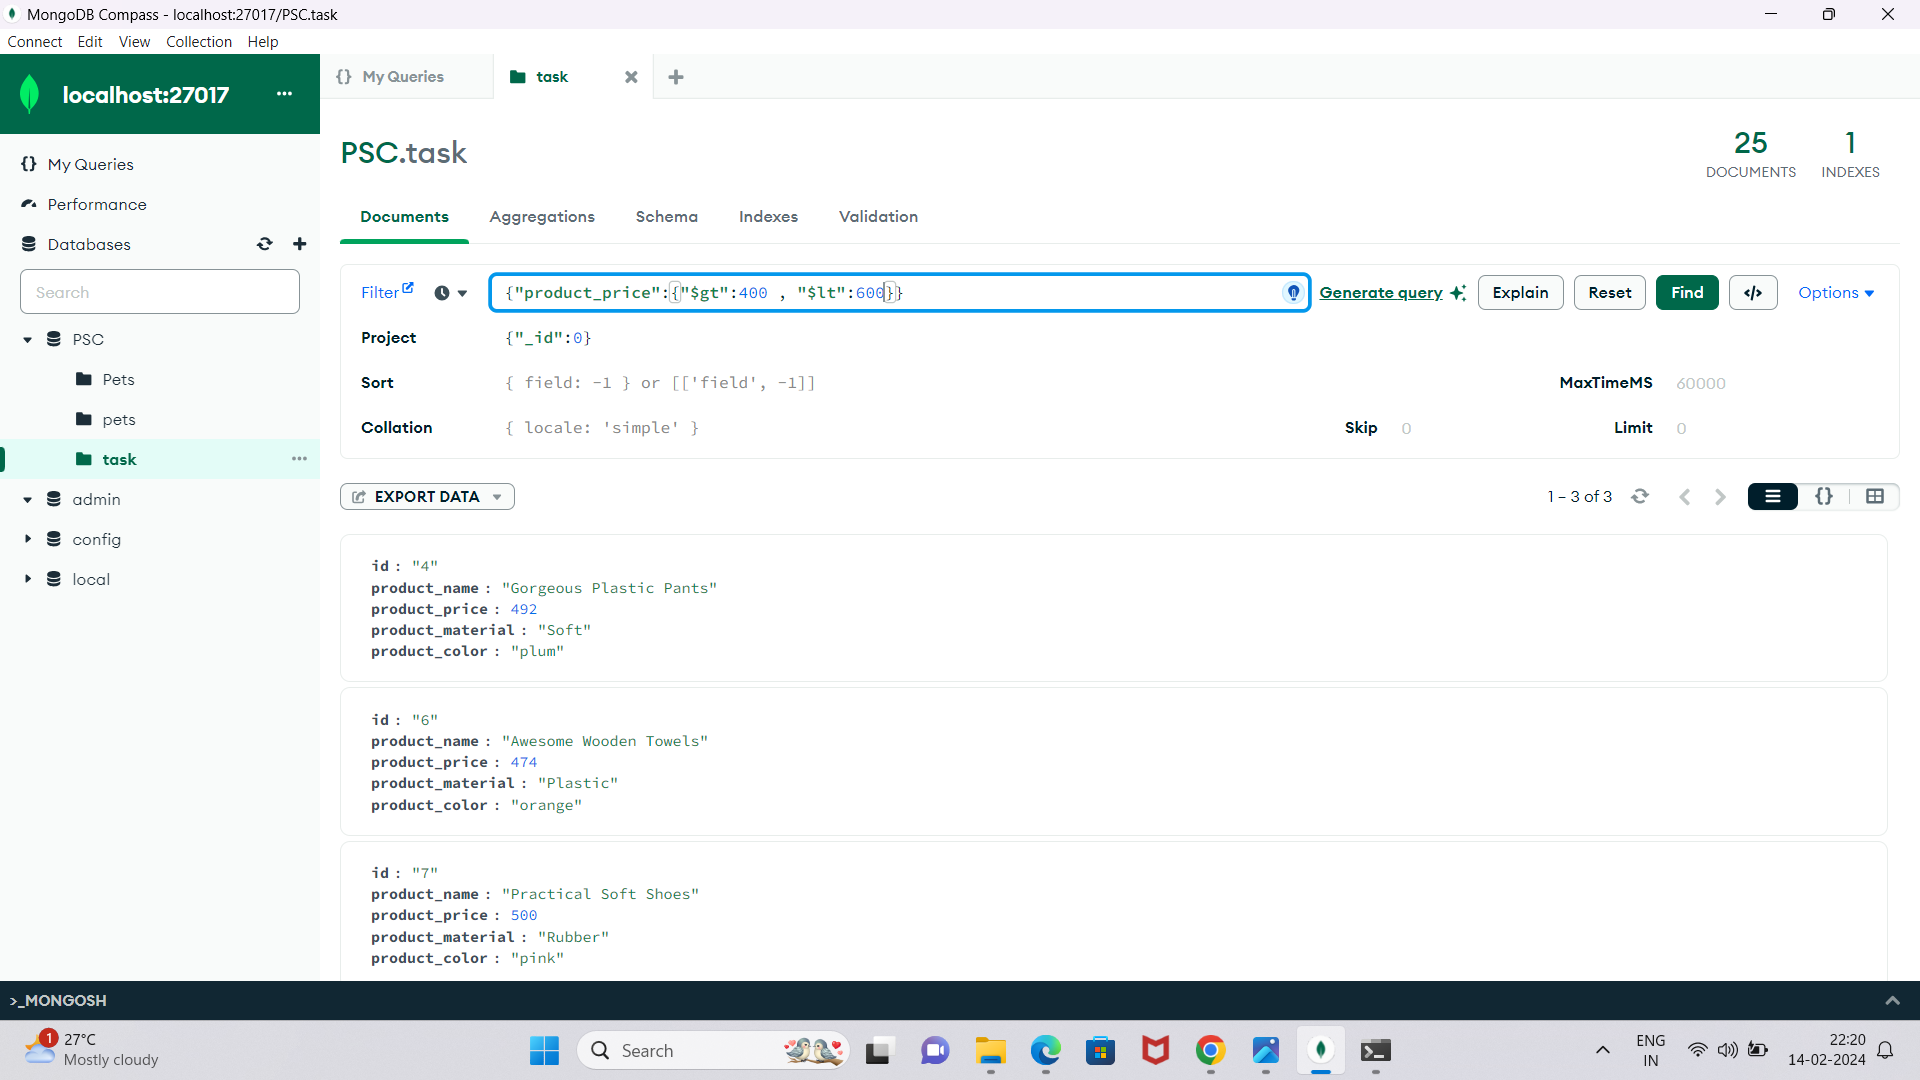 MongoDB Compass - localhost:27017/PSC.task
Connect Edit View Collection Help
localhost:27017 ...
{} My Queries
task
My Queries
Performance
Databases
Search
PSC
Pets
pets
task ...
admin
config
local
PSC.task
25 DOCUMENTS
1 INDEXES
Documents Aggregations Schema Indexes Validation
Filter {"product_price":{"$gt":400 , "$lt":600}} Generate query Explain Reset Find </> Options
Project {"_id":0}
Sort { field: -1 } or [['field', -1]] MaxTimeMS 60000
Collation { locale: 'simple' } Skip 0 Limit 0
EXPORT DATA 1 – 3 of 3 {}
id : "4"
product_name : "Gorgeous Plastic Pants"
product_price : 492
product_material : "Soft"
product_color : "plum"
id : "6"
product_name : "Awesome Wooden Towels"
product_price : 474
product_material : "Plastic"
product_color : "orange"
id : "7"
product_name : "Practical Soft Shoes"
product_price : 500
product_material : "Rubber"
product_color : "pink"
>_MONGOSH
1
27°C
Mostly cloudy
Search
ENG
IN
22:20
14-02-2024